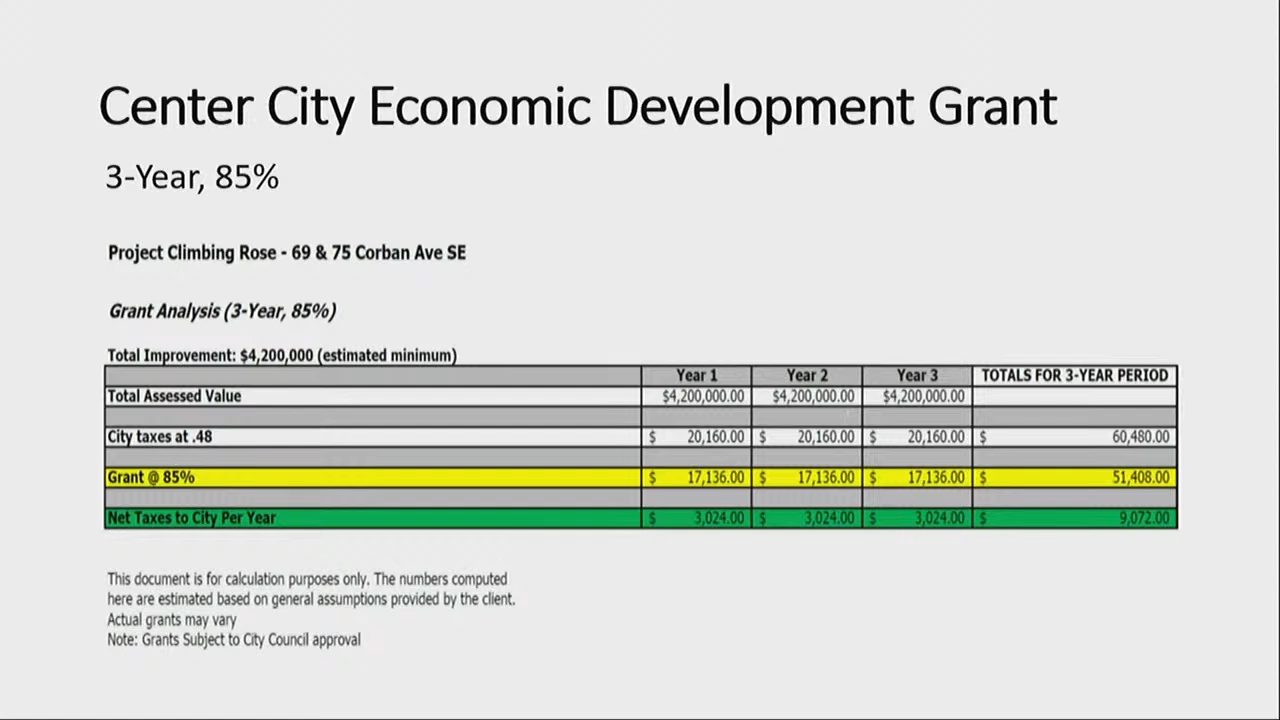 Center City Economic Development Grant
3-Year, 85%
Project Climbing Rose - 69 & 75 Corban Ave SE
Grant Analysis (3-Year, 85%)
Total Improvement: $4,200,000 (estimated minimum)
Year 1 Year 2 Year 3 TOTALS FOR 3-YEAR PERIOD
Total Assessed Value $4,200,000.00 $4,200,000.00 $4,200,000.00
City taxes at .48 $ 20,160.00 $ 20,160.00 $ 20,160.00 $ 60,480.00
Grant @ 85% $ 17,136.00 $ 17,136.00 $ 17,136.00 $ 51,408.00
Net Taxes to City Per Year $ 3,024.00 $ 3,024.00 $ 3,024.00 $ 9,072.00
This document is for calculation purposes only. The numbers computed
here are estimated based on general assumptions provided by the client.
Actual grants may vary
Note: Grants Subject to City Council approval